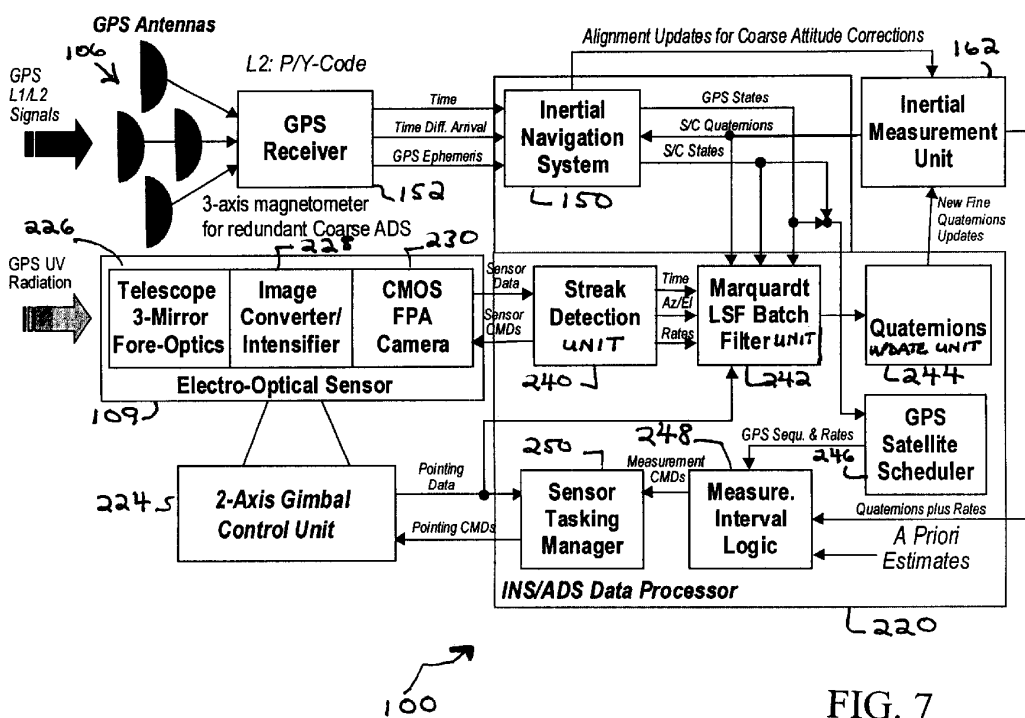 GPS Antennas
106
GPS
L1/L2
Signals
L2: P/Y-Code
GPS
Receiver
152
3-axis magnetometer
for redundant Coarse ADS
Time
Time Diff. Arrival
GPS Ephemeris
Alignment Updates for Coarse Attitude Corrections
Inertial
Navigation
System
150
GPS States
S/C Quaternions
S/C States
162
Inertial
Measurement
Unit
New Fine
Quaternions
Updates
226
228
230
GPS UV
Radiation
Telescope
3-Mirror
Fore-Optics
Image
Converter/
Intensifier
CMOS
FPA
Camera
Electro-Optical Sensor
109
Sensor
Data
Sensor
CMDs
Streak
Detection
UNIT
240
Time
Az/El
Rates
Marquardt
LSF Batch
Filter UNIT
242
Quaternions
UPDATE UNIT
244
GPS
Satellite
Scheduler
246
GPS Sequ. & Rates
248
250
Measurement
CMDs
224
2-Axis Gimbal
Control Unit
Pointing
Data
Pointing CMDs
Sensor
Tasking
Manager
Measure.
Interval
Logic
Quaternions plus Rates
A Priori
Estimates
INS/ADS Data Processor
220
100
FIG. 7